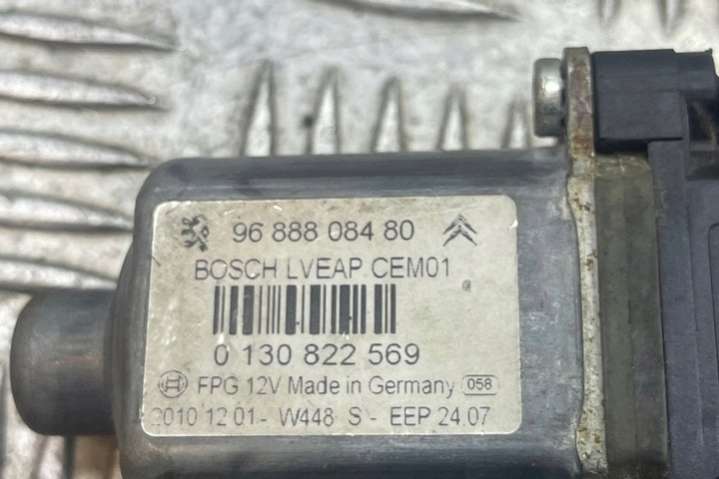 96 888 084 80
BOSCH LVEAP CEM01
0 130 822 569
FPG 12V Made in Germany 058
2010 12 01- W448 S - EEP 24.07